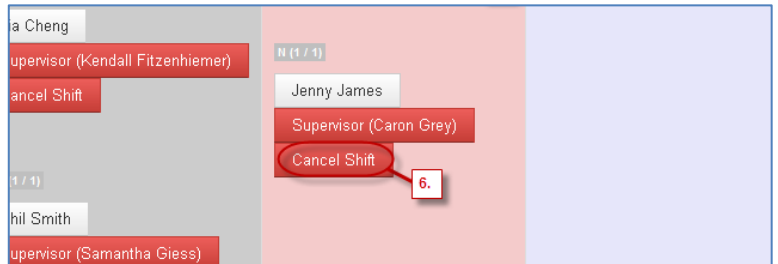 ia Cheng
upervisor (Kendall Fitzenhiemer)
ancel Shift
(1 / 1)
hil Smith
upervisor (Samantha Giess)
N (1 / 1)
Jenny James
Supervisor (Caron Grey)
Cancel Shift
6.